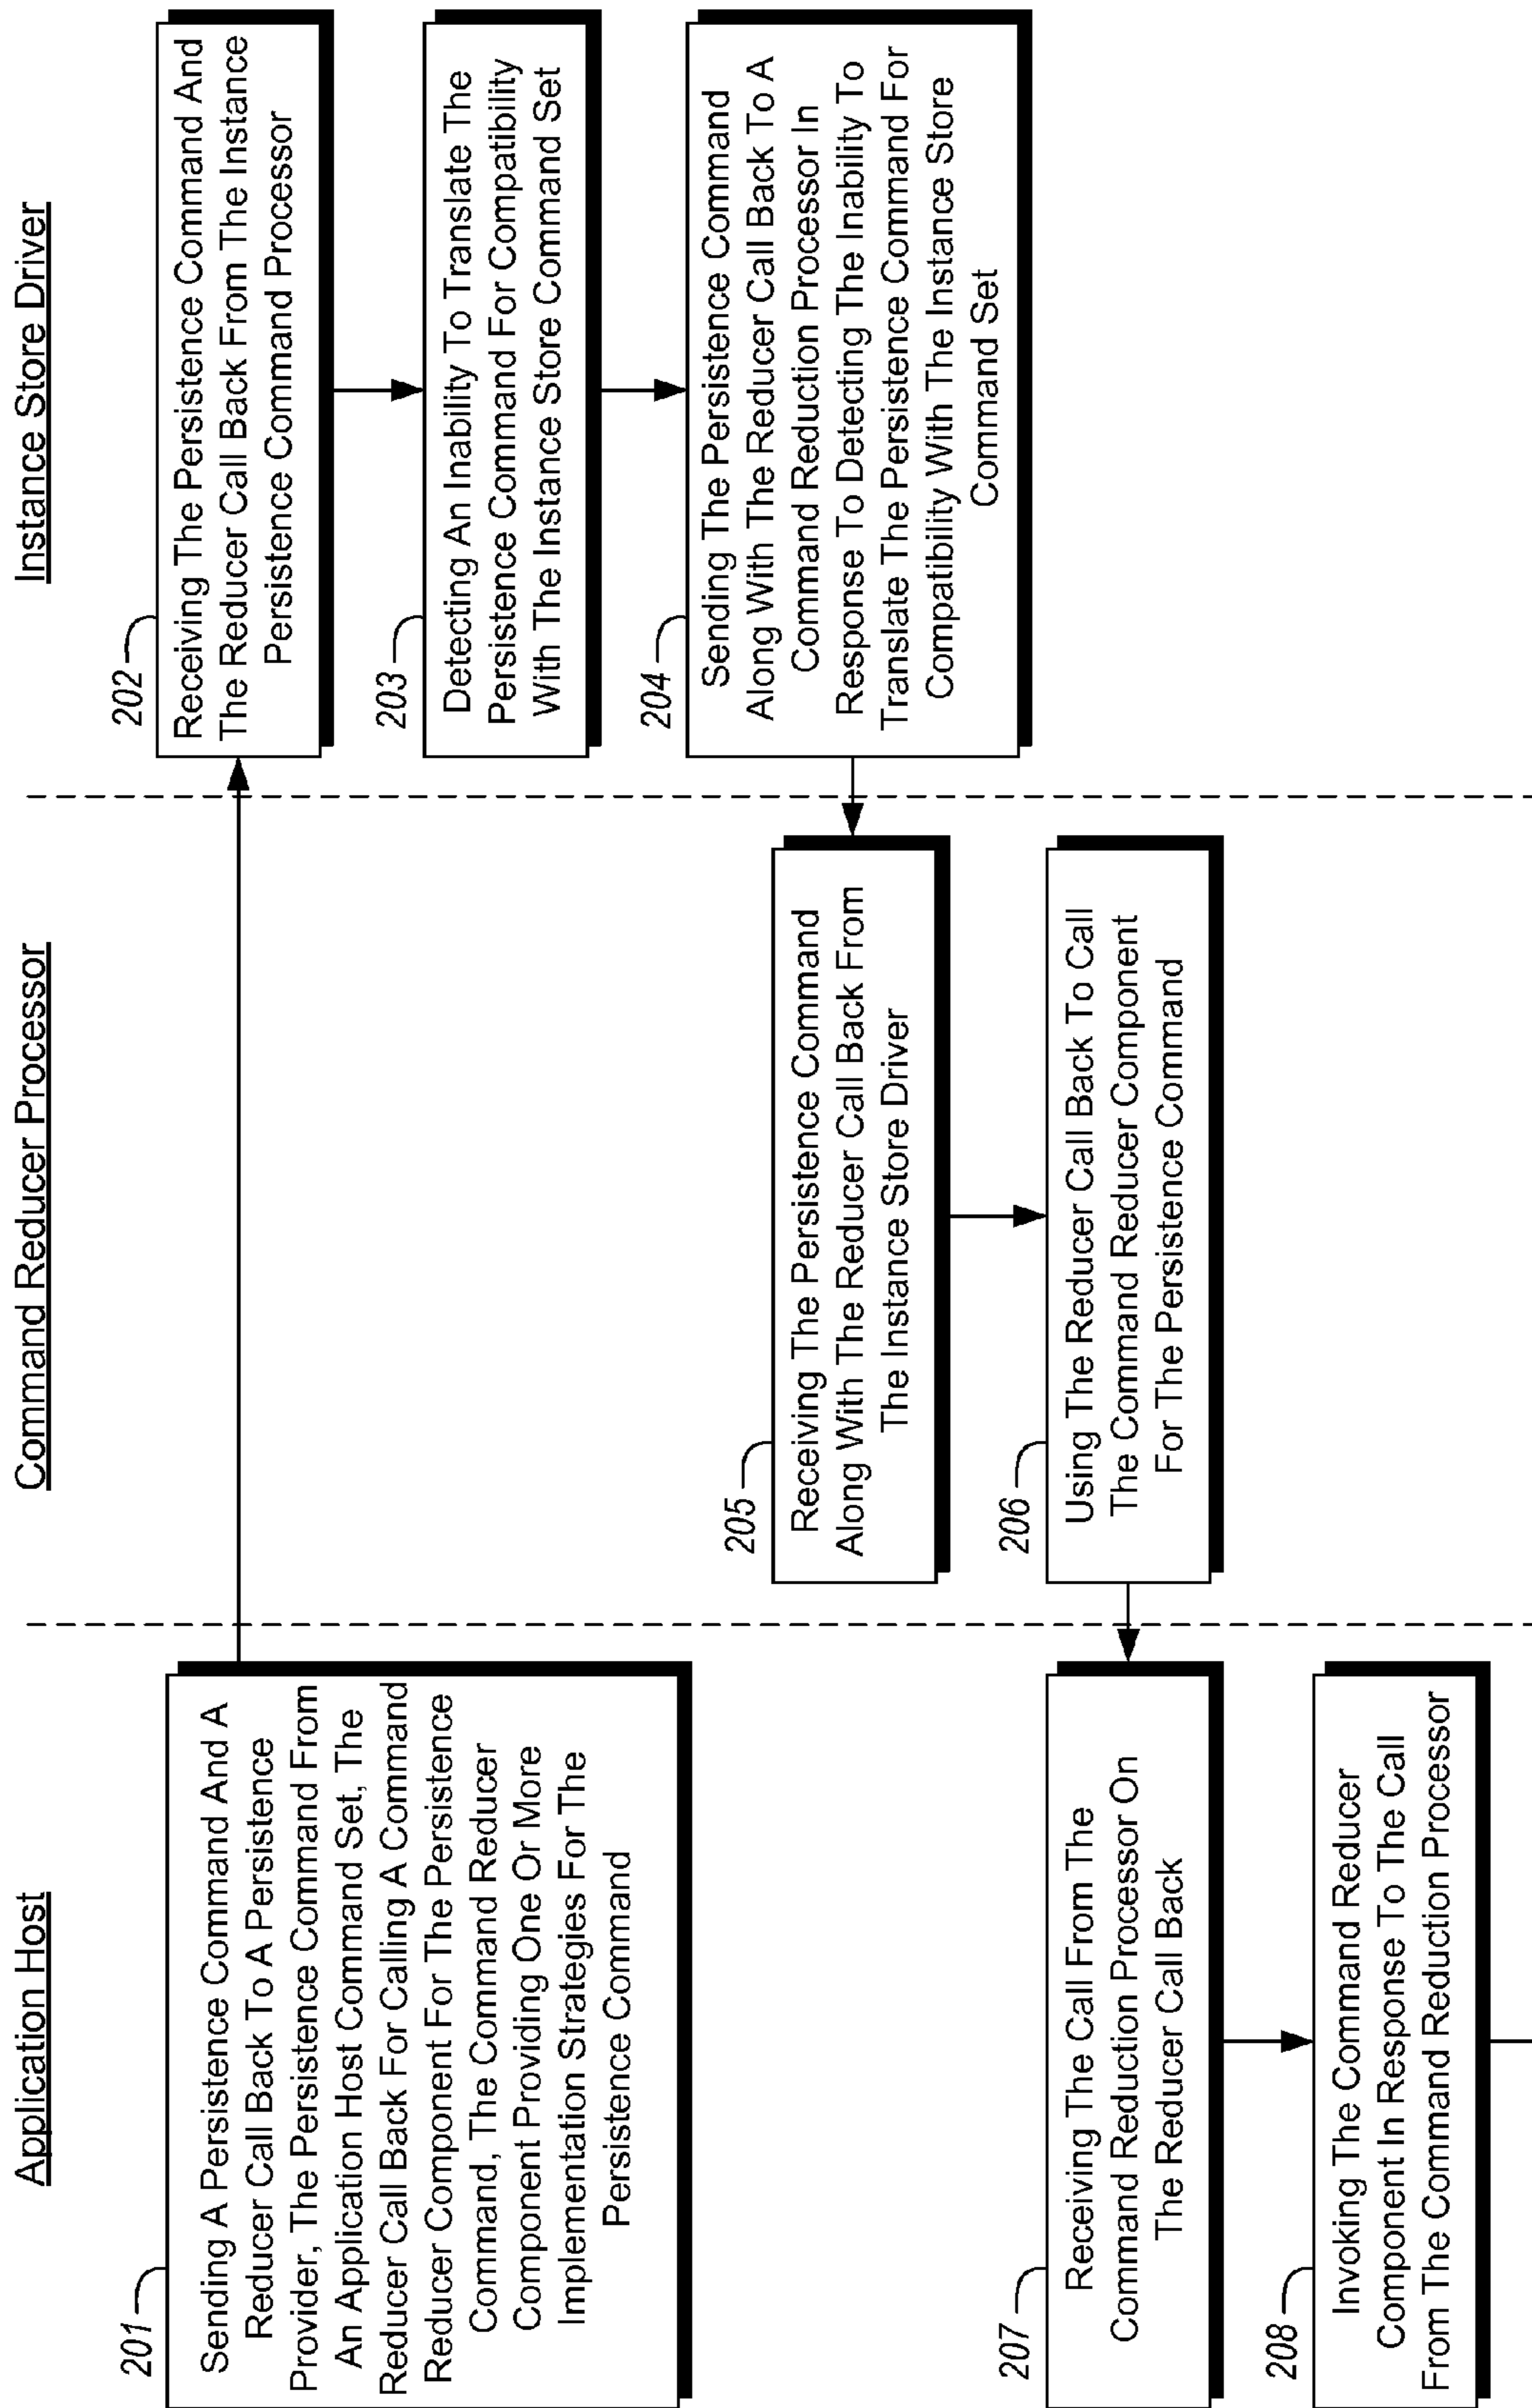 Application Host
Command Reducer Processor
Instance Store Driver
201
Sending A Persistence Command And A
Reducer Call Back To A Persistence
Provider, The Persistence Command From
An Application Host Command Set, The
Reducer Call Back For Calling A Command
Reducer Component For The Persistence
Command, The Command Reducer
Component Providing One Or More
Implementation Strategies For The
Persistence Command
202
Receiving The Persistence Command And
The Reducer Call Back From The Instance
Persistence Command Processor
203
Detecting An Inability To Translate The
Persistence Command For Compatibility
With The Instance Store Command Set
204
Sending The Persistence Command
Along With The Reducer Call Back To A
Command Reduction Processor In
Response To Detecting The Inability To
Translate The Persistence Command For
Compatibility With The Instance Store
Command Set
205
Receiving The Persistence Command
Along With The Reducer Call Back From
The Instance Store Driver
206
Using The Reducer Call Back To Call
The Command Reducer Component
For The Persistence Command
207
Receiving The Call From The
Command Reduction Processor On
The Reducer Call Back
208
Invoking The Command Reducer
Component In Response To The Call
From The Command Reduction Processor